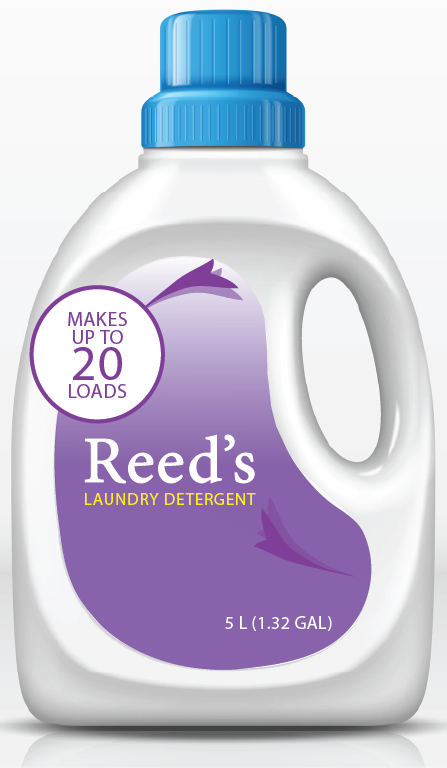 MAKES
UP TO
20
LOADS
Reed's
LAUNDRY DETERGENT
5 L (1.32 GAL)